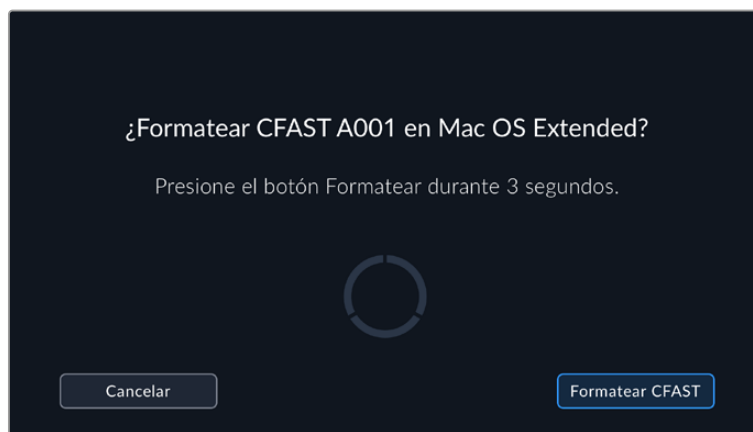 ¿Formatear CFAST A001 en Mac OS Extended?
Presione el botón Formatear durante 3 segundos.
Cancelar
Formatear CFAST